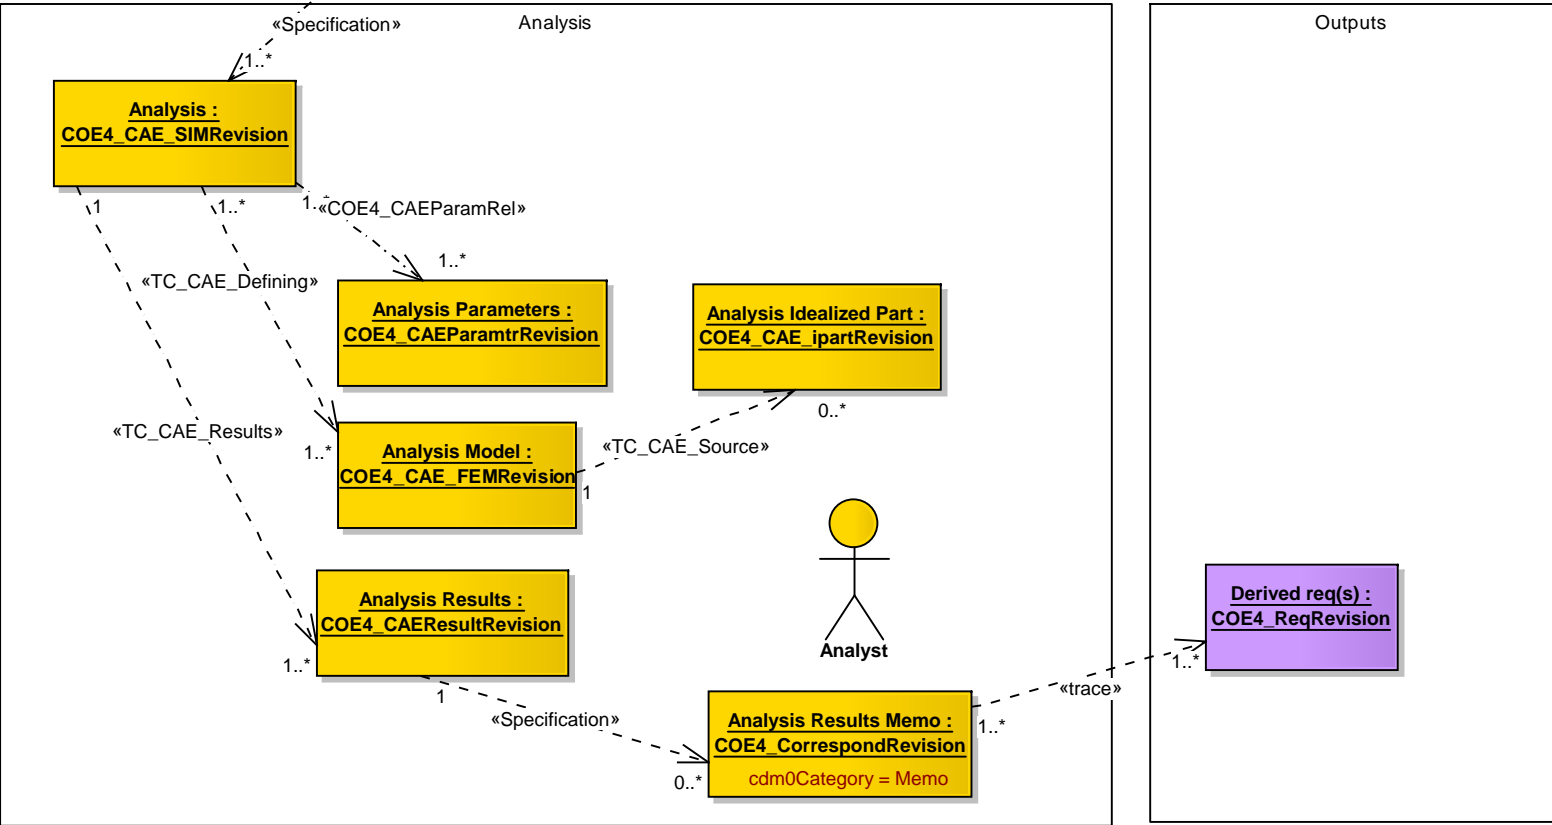 «Specification»
Analysis
Outputs
1..*
Analysis :
COE4_CAE_SIMRevision
1
1..*
1..*
«COE4_CAEParamRel»
1..*
«TC_CAE_Defining»
Analysis Parameters :
COE4_CAEParamtrRevision
Analysis Idealized Part :
COE4_CAE_ipartRevision
0..*
«TC_CAE_Results»
1..*
Analysis Model :
COE4_CAE_FEMRevision
«TC_CAE_Source»
1
Analysis Results :
COE4_CAEResultRevision
1..*
1
Analyst
Derived req(s) :
COE4_ReqRevision
1..*
«trace»
«Specification»
1..*
Analysis Results Memo :
COE4_CorrespondRevision
cdm0Category = Memo
0..*